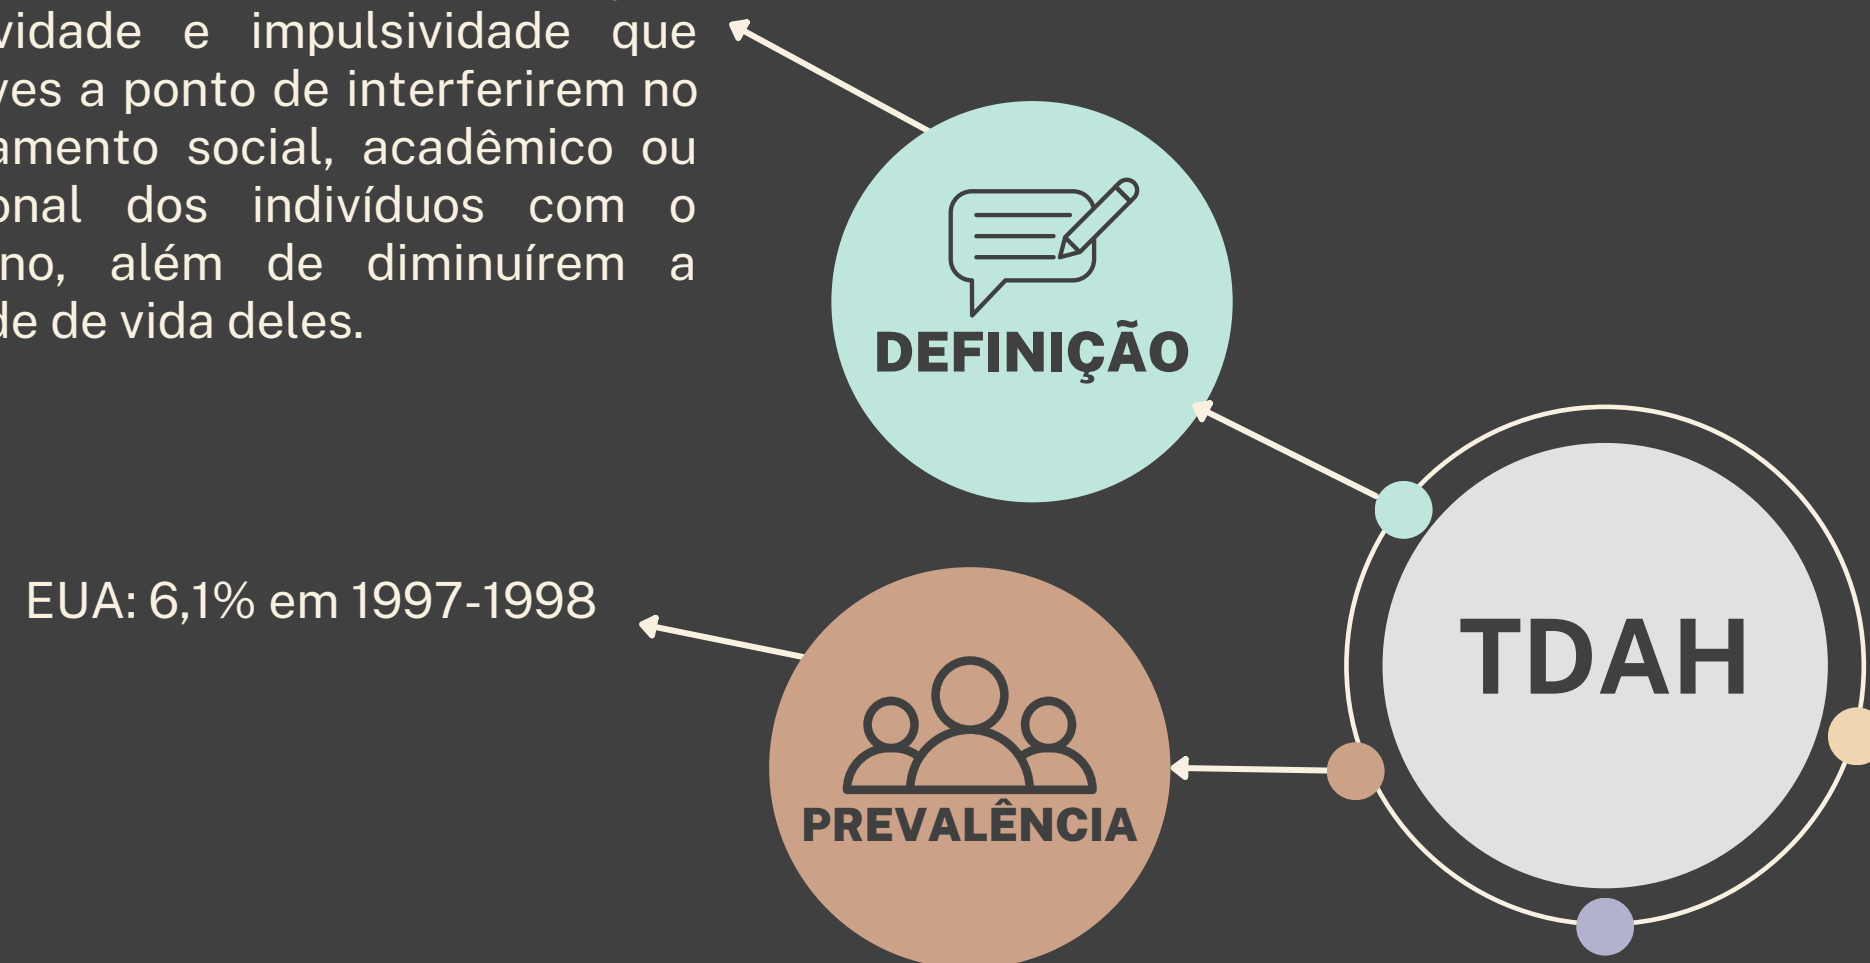 vidade e impulsividade que
ves a ponto de interferirem no
amento social, acadêmico ou
onal dos indivíduos com o
no, além de diminuírem a
de de vida deles.
DEFINIÇÃO
EUA: 6,1% em 1997-1998
TDAH
PREVALÊNCIA